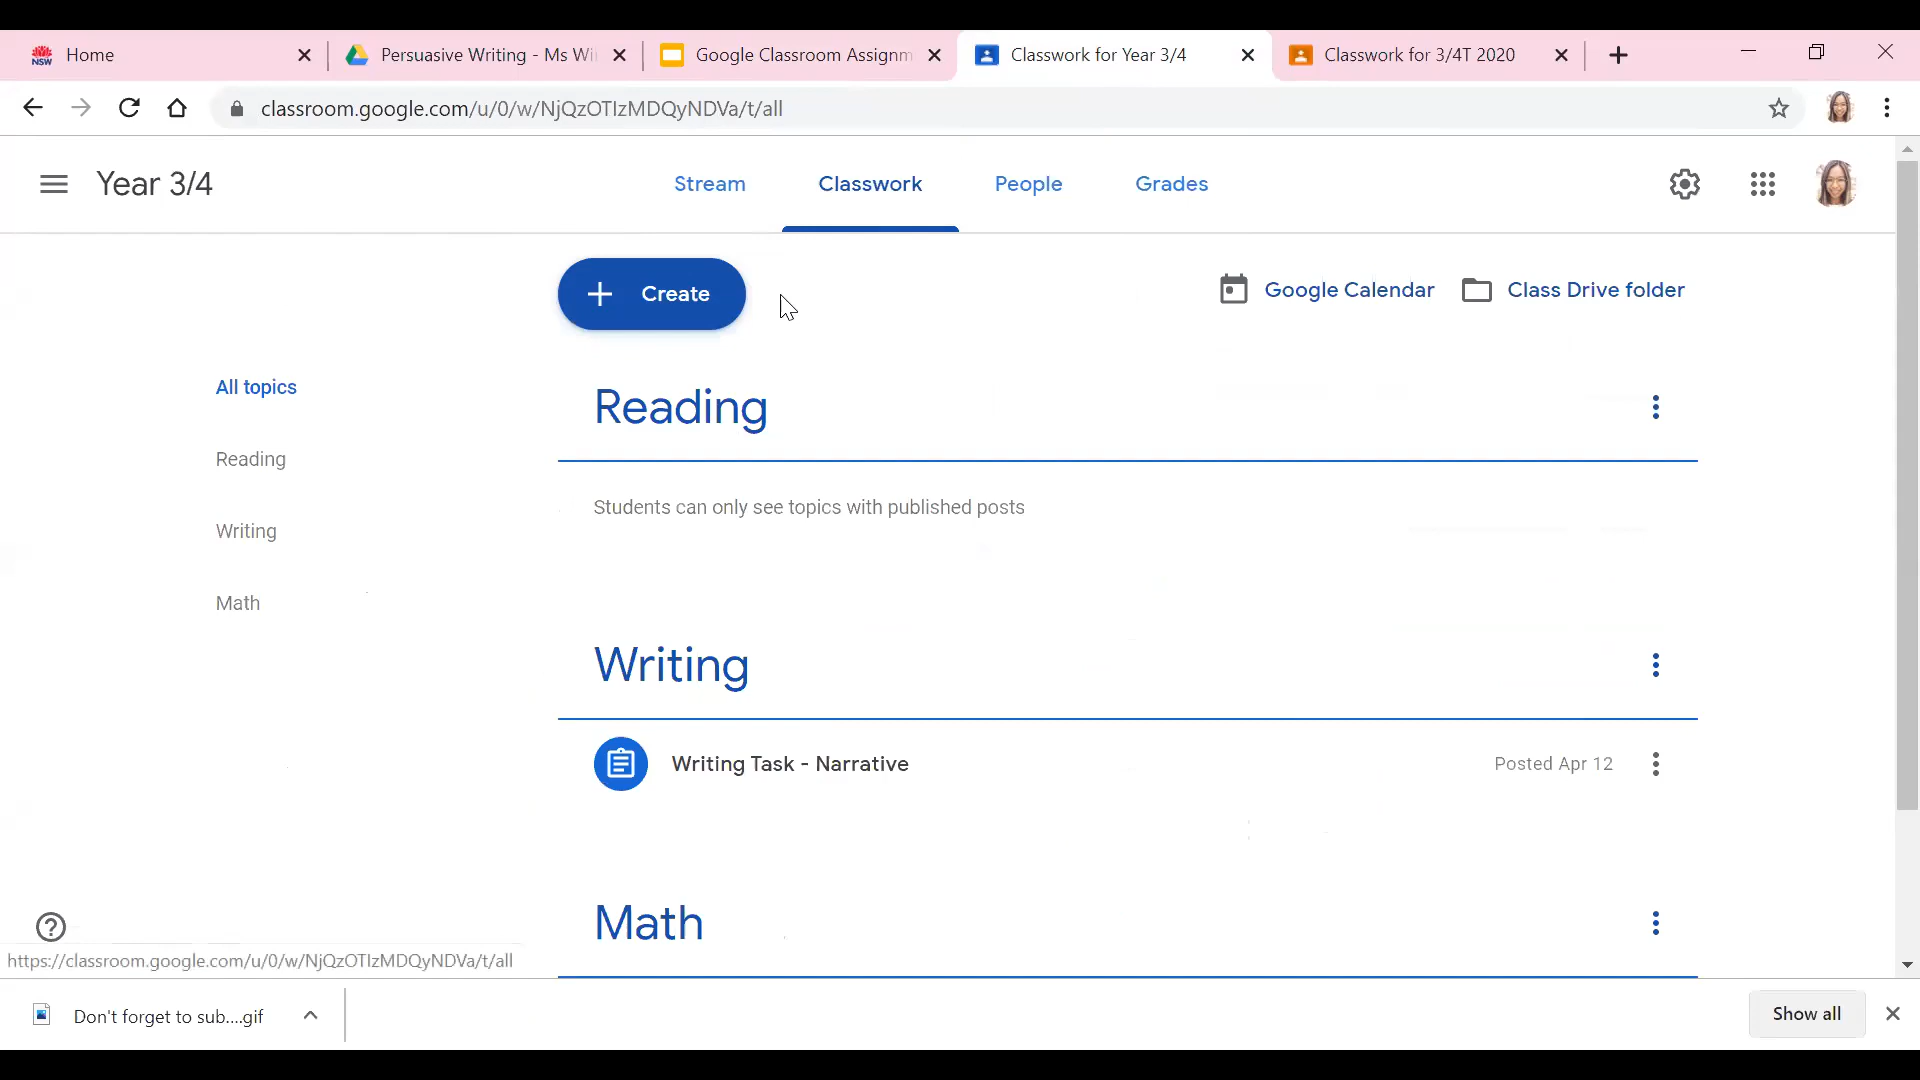 Home
Persuasive Writing - Ms Wi
Google Classroom Assignm
Classwork for Year 3/4
Classwork for 3/4T 2020
classroom.google.com/u/0/w/NjQzOTIzMDQyNDVa/t/all
Year 3/4
Stream
Classwork
People
Grades
Create
Google Calendar
Class Drive folder
All topics
Reading
Writing
Math
Reading
Students can only see topics with published posts
Writing
Writing Task - Narrative
Posted Apr 12
Math
https://classroom.google.com/u/0/w/NjQzOTIzMDQyNDVa/t/all
Don't forget to sub....gif
Show all